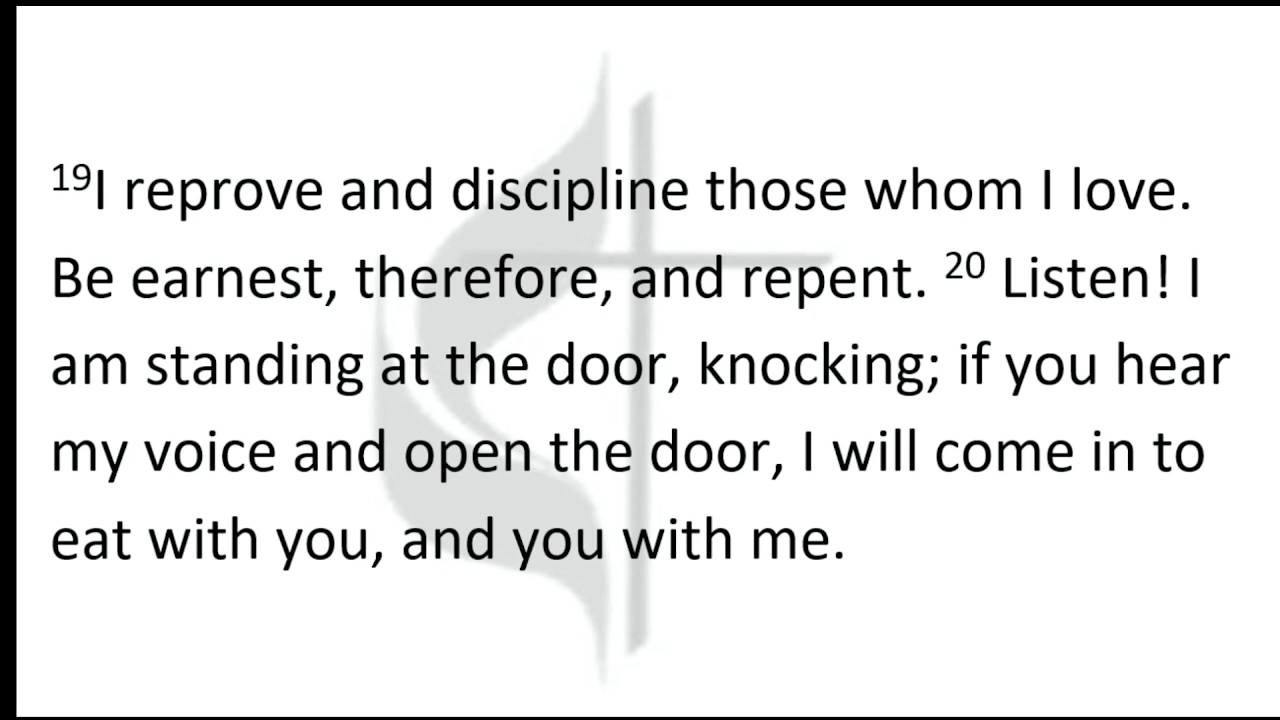 19I reprove and discipline those whom I love.
Be earnest, therefore, and repent. 20 Listen! I
am standing at the door, knocking; if you hear
my voice and open the door, I will come in to
eat with you, and you with me.